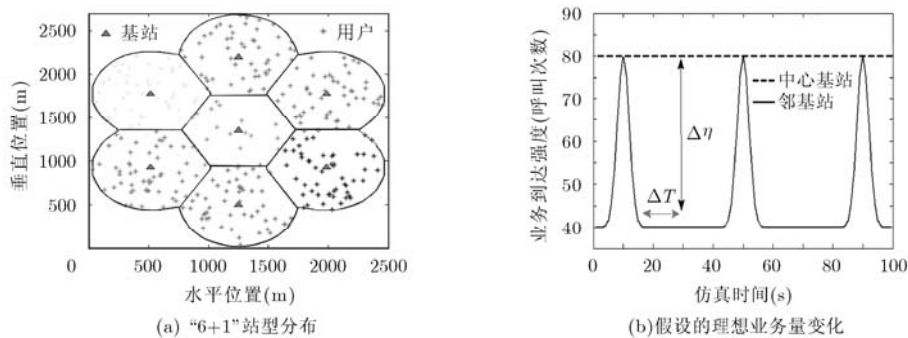 2500
2000
1500
1000
500
0
垂直位置(m)
基站
用户
0 500 1000 1500 2000 2500
水平位置(m)
(a) “6+1”站型分布
90
80
70
60
50
40
业务到达强度(呼叫次数)
中心基站
邻基站
Δη
ΔT
0 20 40 60 80 100
仿真时间(s)
(b)假设的理想业务量变化